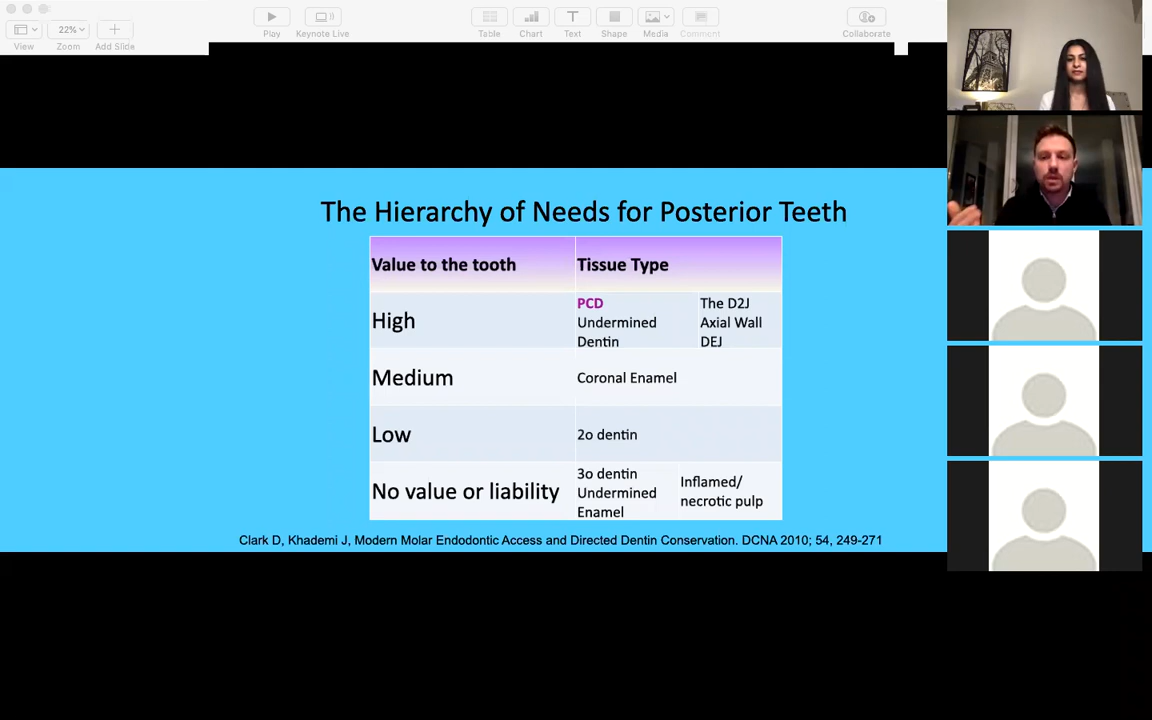 22%
View
Zoom
Add Slide
Play
Keynote Live
Table
Chart
Text
Shape
Media
Comment
Collaborate
The Hierarchy of Needs for Posterior Teeth
Value to the tooth
Tissue Type
High
PCD
Undermined
Dentin
The D2J
Axial Wall
DEJ
Medium
Coronal Enamel
Low
2o dentin
No value or liability
3o dentin
Undermined
Enamel
Inflamed/
necrotic pulp
Clark D, Khademi J, Modern Molar Endodontic Access and Directed Dentin Conservation. DCNA 2010; 54, 249-271